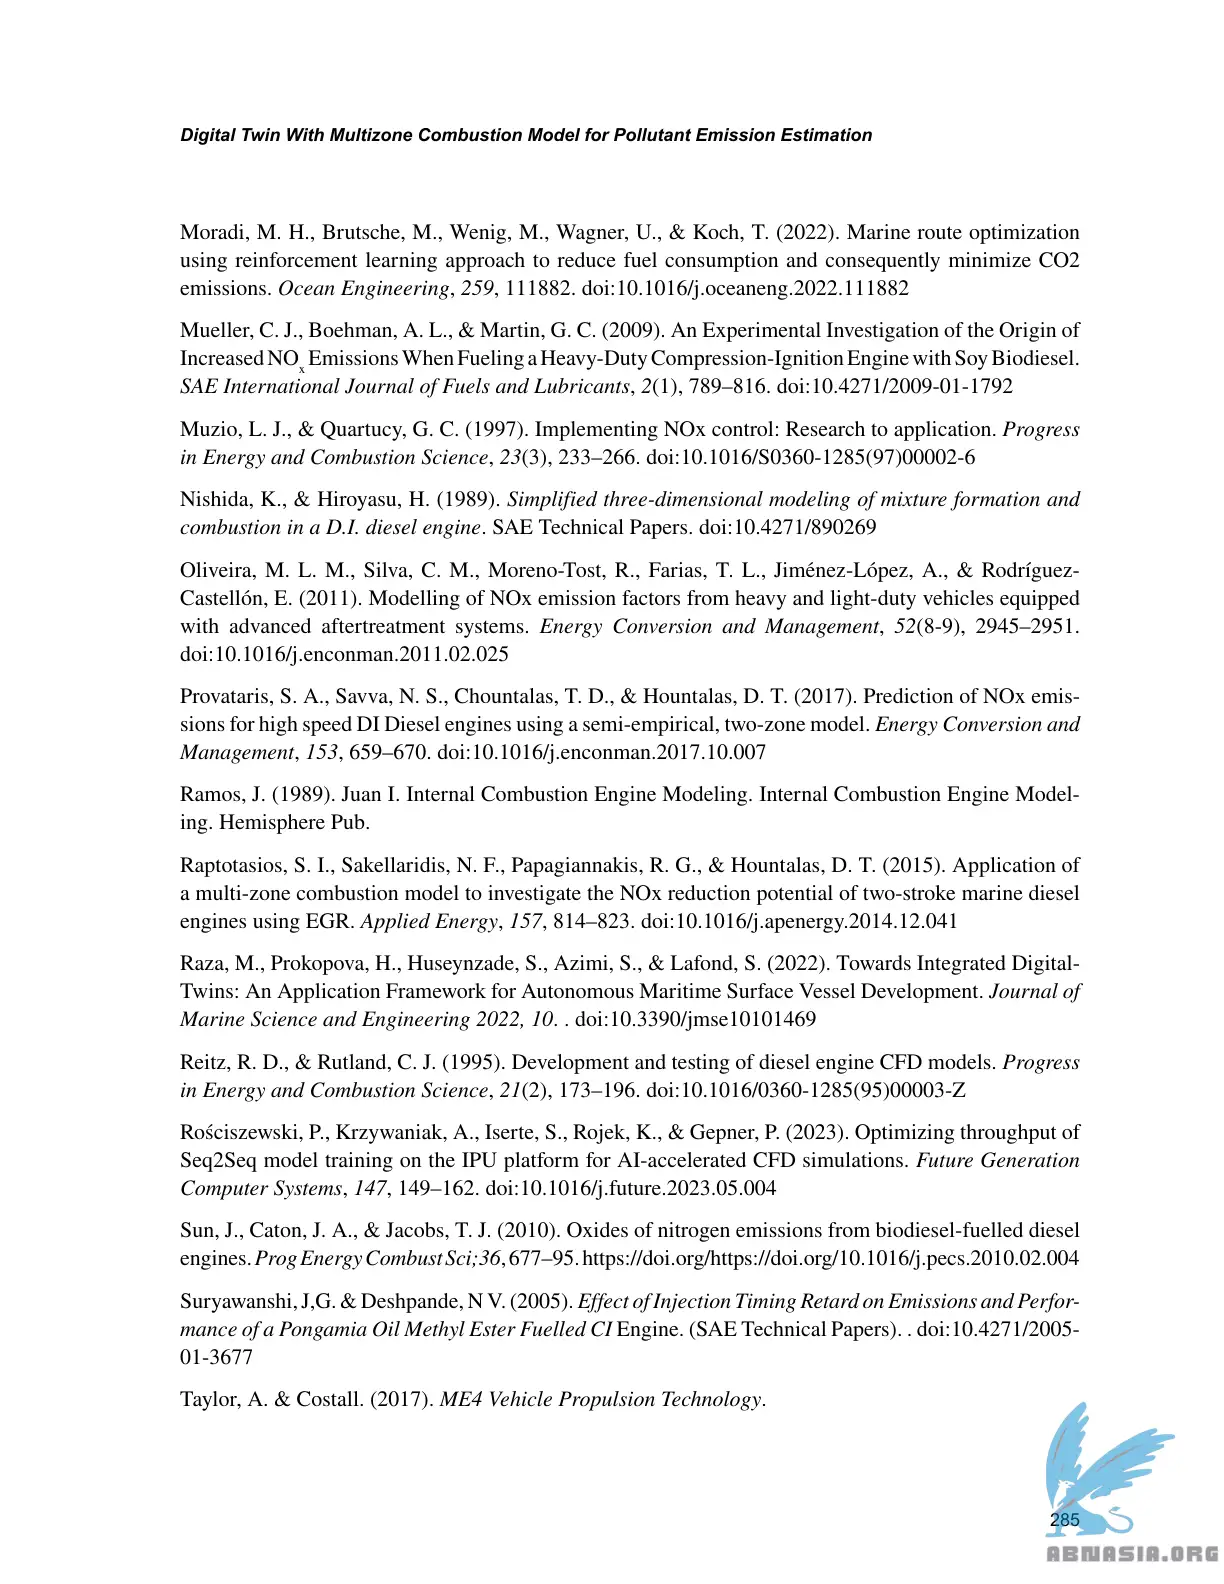 Digital Twin With Multizone Combustion Model for Pollutant Emission Estimation
Moradi, M. H., Brutsche, M., Wenig, M., Wagner, U., & Koch, T. (2022). Marine route optimization
using reinforcement learning approach to reduce fuel consumption and consequently minimize CO2
emissions. Ocean Engineering, 259, 111882. doi:10.1016/j.oceaneng.2022.111882
Mueller, C. J., Boehman, A. L., & Martin, G. C. (2009). An Experimental Investigation of the Origin of
Increased NOx Emissions When Fueling a Heavy-Duty Compression-Ignition Engine with Soy Biodiesel.
SAE International Journal of Fuels and Lubricants, 2(1), 789–816. doi:10.4271/2009-01-1792
Muzio, L. J., & Quartucy, G. C. (1997). Implementing NOx control: Research to application. Progress
in Energy and Combustion Science, 23(3), 233–266. doi:10.1016/S0360-1285(97)00002-6
Nishida, K., & Hiroyasu, H. (1989). Simplified three-dimensional modeling of mixture formation and
combustion in a D.I. diesel engine. SAE Technical Papers. doi:10.4271/890269
Oliveira, M. L. M., Silva, C. M., Moreno-Tost, R., Farias, T. L., Jiménez-López, A., & Rodríguez-
Castellón, E. (2011). Modelling of NOx emission factors from heavy and light-duty vehicles equipped
with advanced aftertreatment systems. Energy Conversion and Management, 52(8-9), 2945–2951.
doi:10.1016/j.enconman.2011.02.025
Provataris, S. A., Savva, N. S., Chountalas, T. D., & Hountalas, D. T. (2017). Prediction of NOx emis-
sions for high speed DI Diesel engines using a semi-empirical, two-zone model. Energy Conversion and
Management, 153, 659–670. doi:10.1016/j.enconman.2017.10.007
Ramos, J. (1989). Juan I. Internal Combustion Engine Modeling. Internal Combustion Engine Model-
ing. Hemisphere Pub.
Raptotasios, S. I., Sakellaridis, N. F., Papagiannakis, R. G., & Hountalas, D. T. (2015). Application of
a multi-zone combustion model to investigate the NOx reduction potential of two-stroke marine diesel
engines using EGR. Applied Energy, 157, 814–823. doi:10.1016/j.apenergy.2014.12.041
Raza, M., Prokopova, H., Huseynzade, S., Azimi, S., & Lafond, S. (2022). Towards Integrated Digital-
Twins: An Application Framework for Autonomous Maritime Surface Vessel Development. Journal of
Marine Science and Engineering 2022, 10. . doi:10.3390/jmse10101469
Reitz, R. D., & Rutland, C. J. (1995). Development and testing of diesel engine CFD models. Progress
in Energy and Combustion Science, 21(2), 173–196. doi:10.1016/0360-1285(95)00003-Z
Rościszewski, P., Krzywaniak, A., Iserte, S., Rojek, K., & Gepner, P. (2023). Optimizing throughput of
Seq2Seq model training on the IPU platform for AI-accelerated CFD simulations. Future Generation
Computer Systems, 147, 149–162. doi:10.1016/j.future.2023.05.004
Sun, J., Caton, J. A., & Jacobs, T. J. (2010). Oxides of nitrogen emissions from biodiesel-fuelled diesel
engines. Prog Energy Combust Sci;36, 677–95. https://doi.org/https://doi.org/10.1016/j.pecs.2010.02.004
Suryawanshi, J,G. & Deshpande, N V. (2005). Effect of Injection Timing Retard on Emissions and Perfor-
mance of a Pongamia Oil Methyl Ester Fuelled CI Engine. (SAE Technical Papers). . doi:10.4271/2005-
01-3677
Taylor, A. & Costall. (2017). ME4 Vehicle Propulsion Technology.
285
ABNASIA.ORG